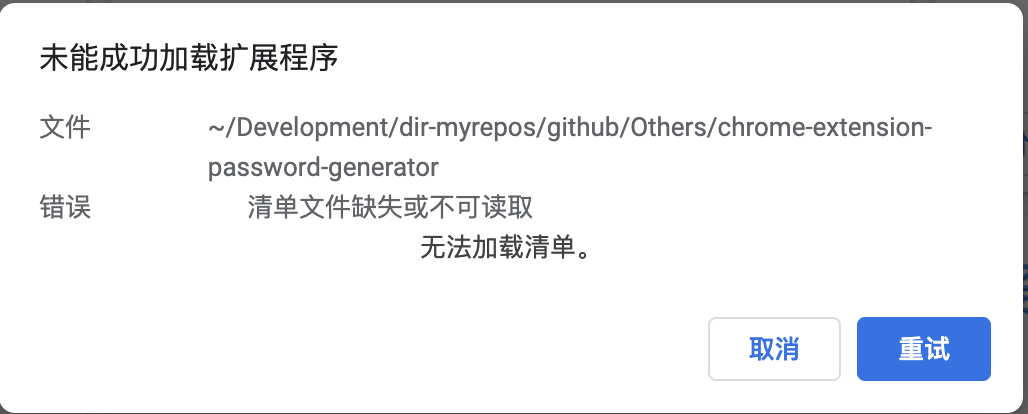 未能成功加载扩展程序
文件 ~/Development/dir-myrepos/github/Others/chrome-extension-
password-generator
错误 清单文件缺失或不可读取
无法加载清单。
取消 重试